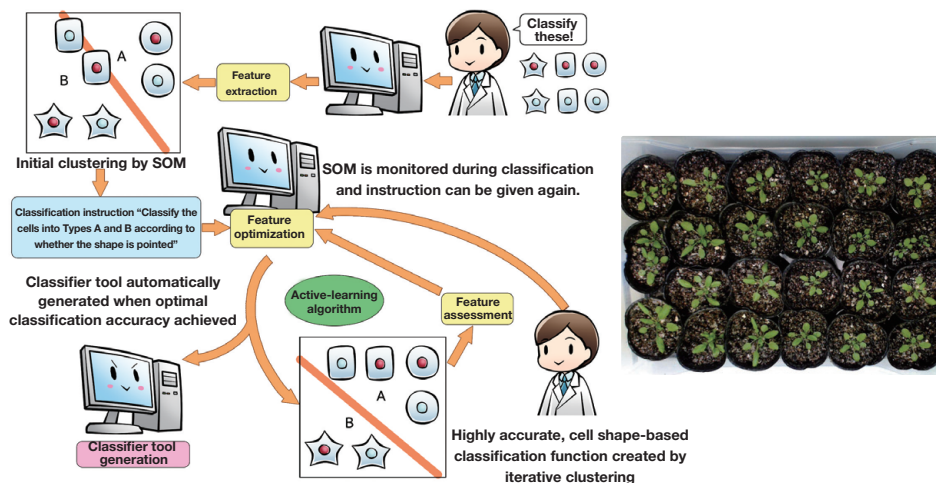 Classify
these!
Feature
extraction
A
B
Initial clustering by SOM
SOM is monitored during classification
and instruction can be given again.
Classification instruction “Classify the
cells into Types A and B according to
whether the shape is pointed”
Feature
optimization
Classifier tool automatically
generated when optimal
classification accuracy achieved
Active-learning
algorithm
Feature
assessment
A
B
Classifier tool
generation
Highly accurate, cell shape-based
classification function created by
iterative clustering